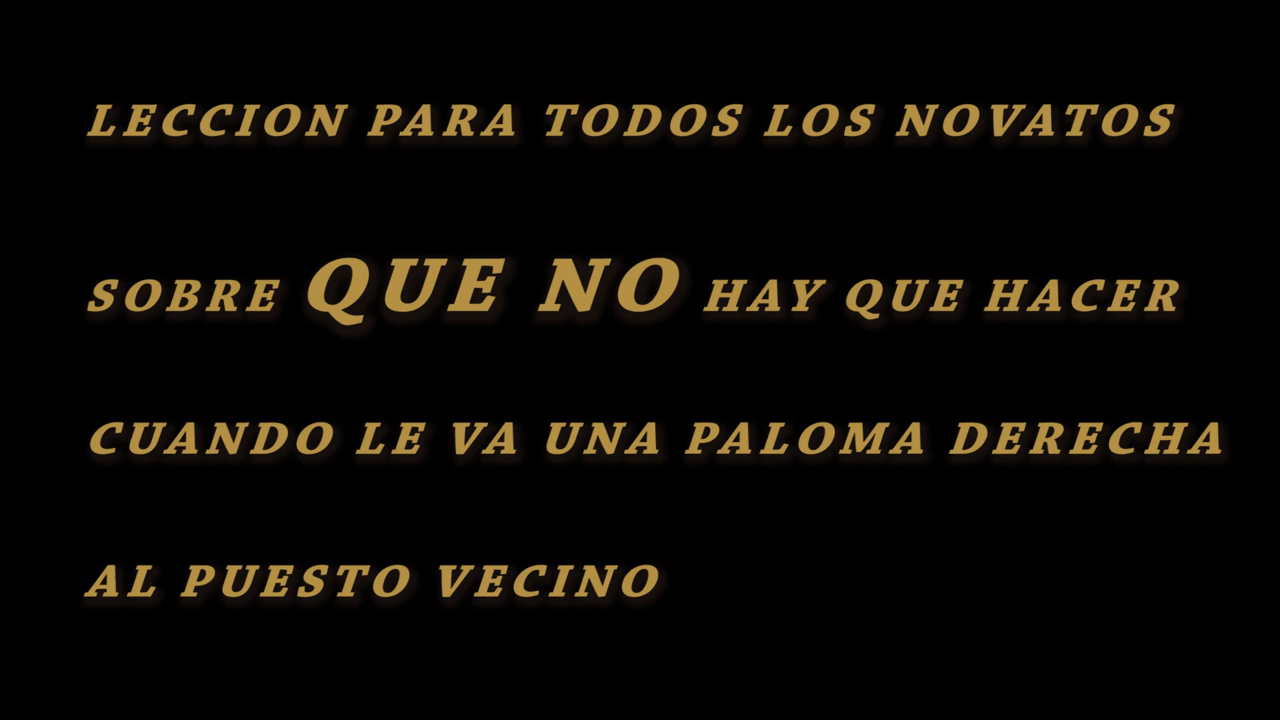 LECCION PARA TODOS LOS NOVATOS
SOBRE QUE NO HAY QUE HACER
CUANDO LE VA UNA PALOMA DERECHA
AL PUESTO VECINO